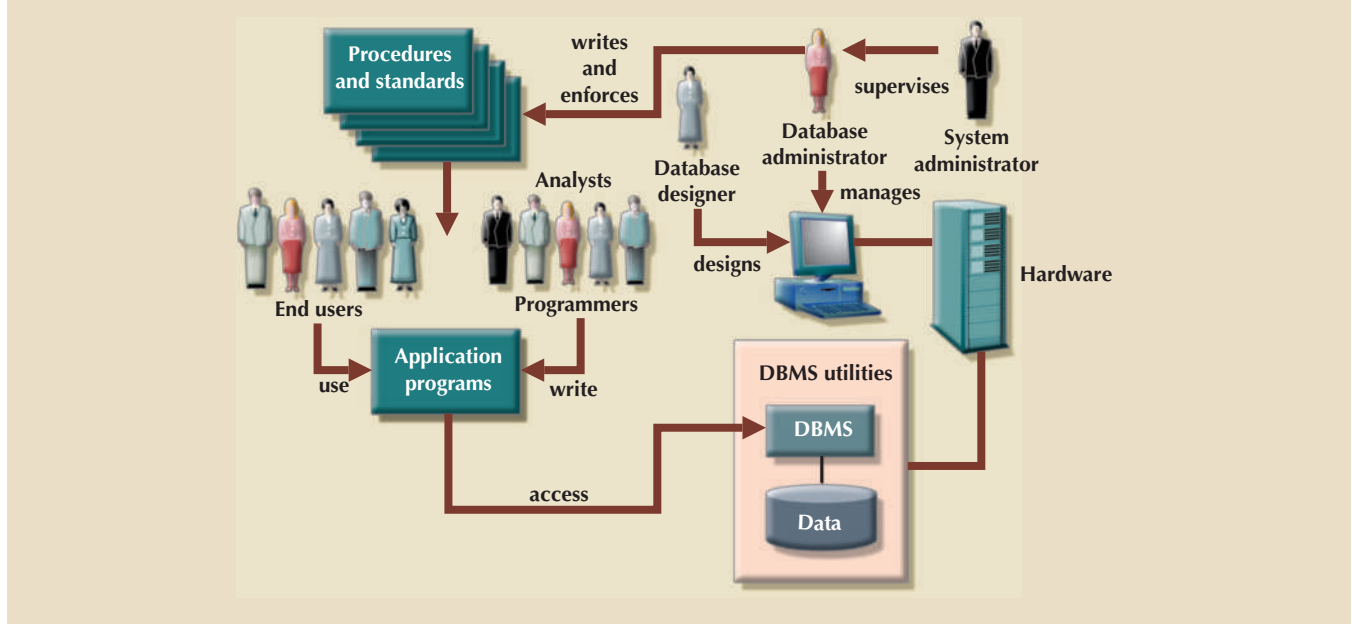 Procedures
and standards
writes
and
enforces
supervises
Database
administrator
System
administrator
Analysts
Database
designer
manages
designs
Hardware
End users
Programmers
Application
programs
use
write
DBMS utilities
DBMS
access
Data